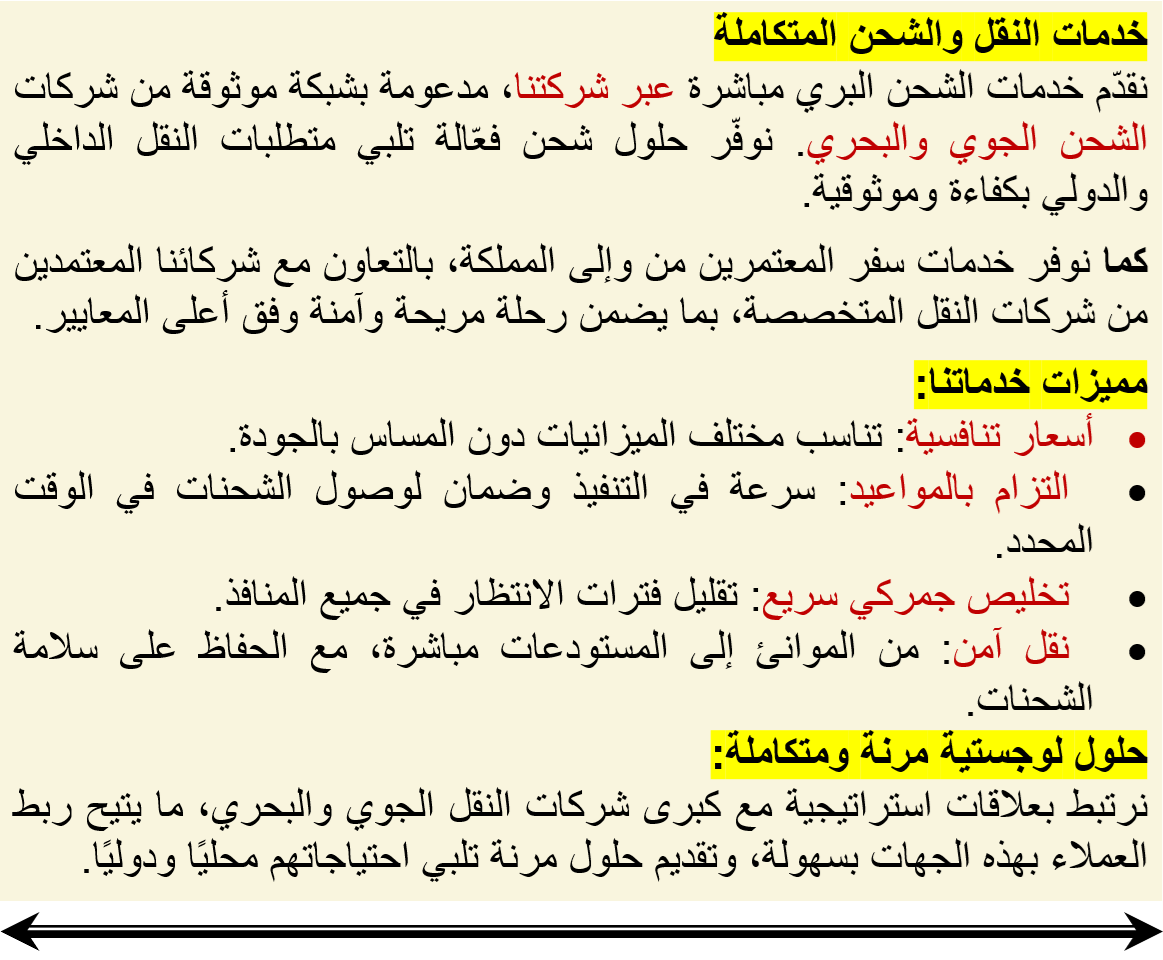 خدمات النقل والشحن المتكاملة
نقدّم خدمات الشحن البري مباشرة عبر شركتنا، مدعومة بشبكة موثوقة من شركات
الشحن الجوي والبحري. نوفّر حلول شحن فعّالة تلبي متطلبات النقل الداخلي
والدولي بكفاءة وموثوقية.
كما نوفر خدمات سفر المعتمرين من وإلى المملكة، بالتعاون مع شركائنا المعتمدين
من شركات النقل المتخصصة، بما يضمن رحلة مريحة وآمنة وفق أعلى المعايير.
مميزات خدماتنا:
• أسعار تنافسية: تناسب مختلف الميزانيات دون المساس بالجودة.
• التزام بالمواعيد: سرعة في التنفيذ وضمان لوصول الشحنات في الوقت
المحدد.
• تخليص جمركي سريع: تقليل فترات الانتظار في جميع المنافذ.
• نقل آمن: من الموانئ إلى المستودعات مباشرة، مع الحفاظ على سلامة
الشحنات.
حلول لوجستية مرنة ومتكاملة:
نرتبط بعلاقات استراتيجية مع كبرى شركات النقل الجوي والبحري، ما يتيح ربط
العملاء بهذه الجهات بسهولة، وتقديم حلول مرنة تلبي احتياجاتهم محليًا ودوليًا.